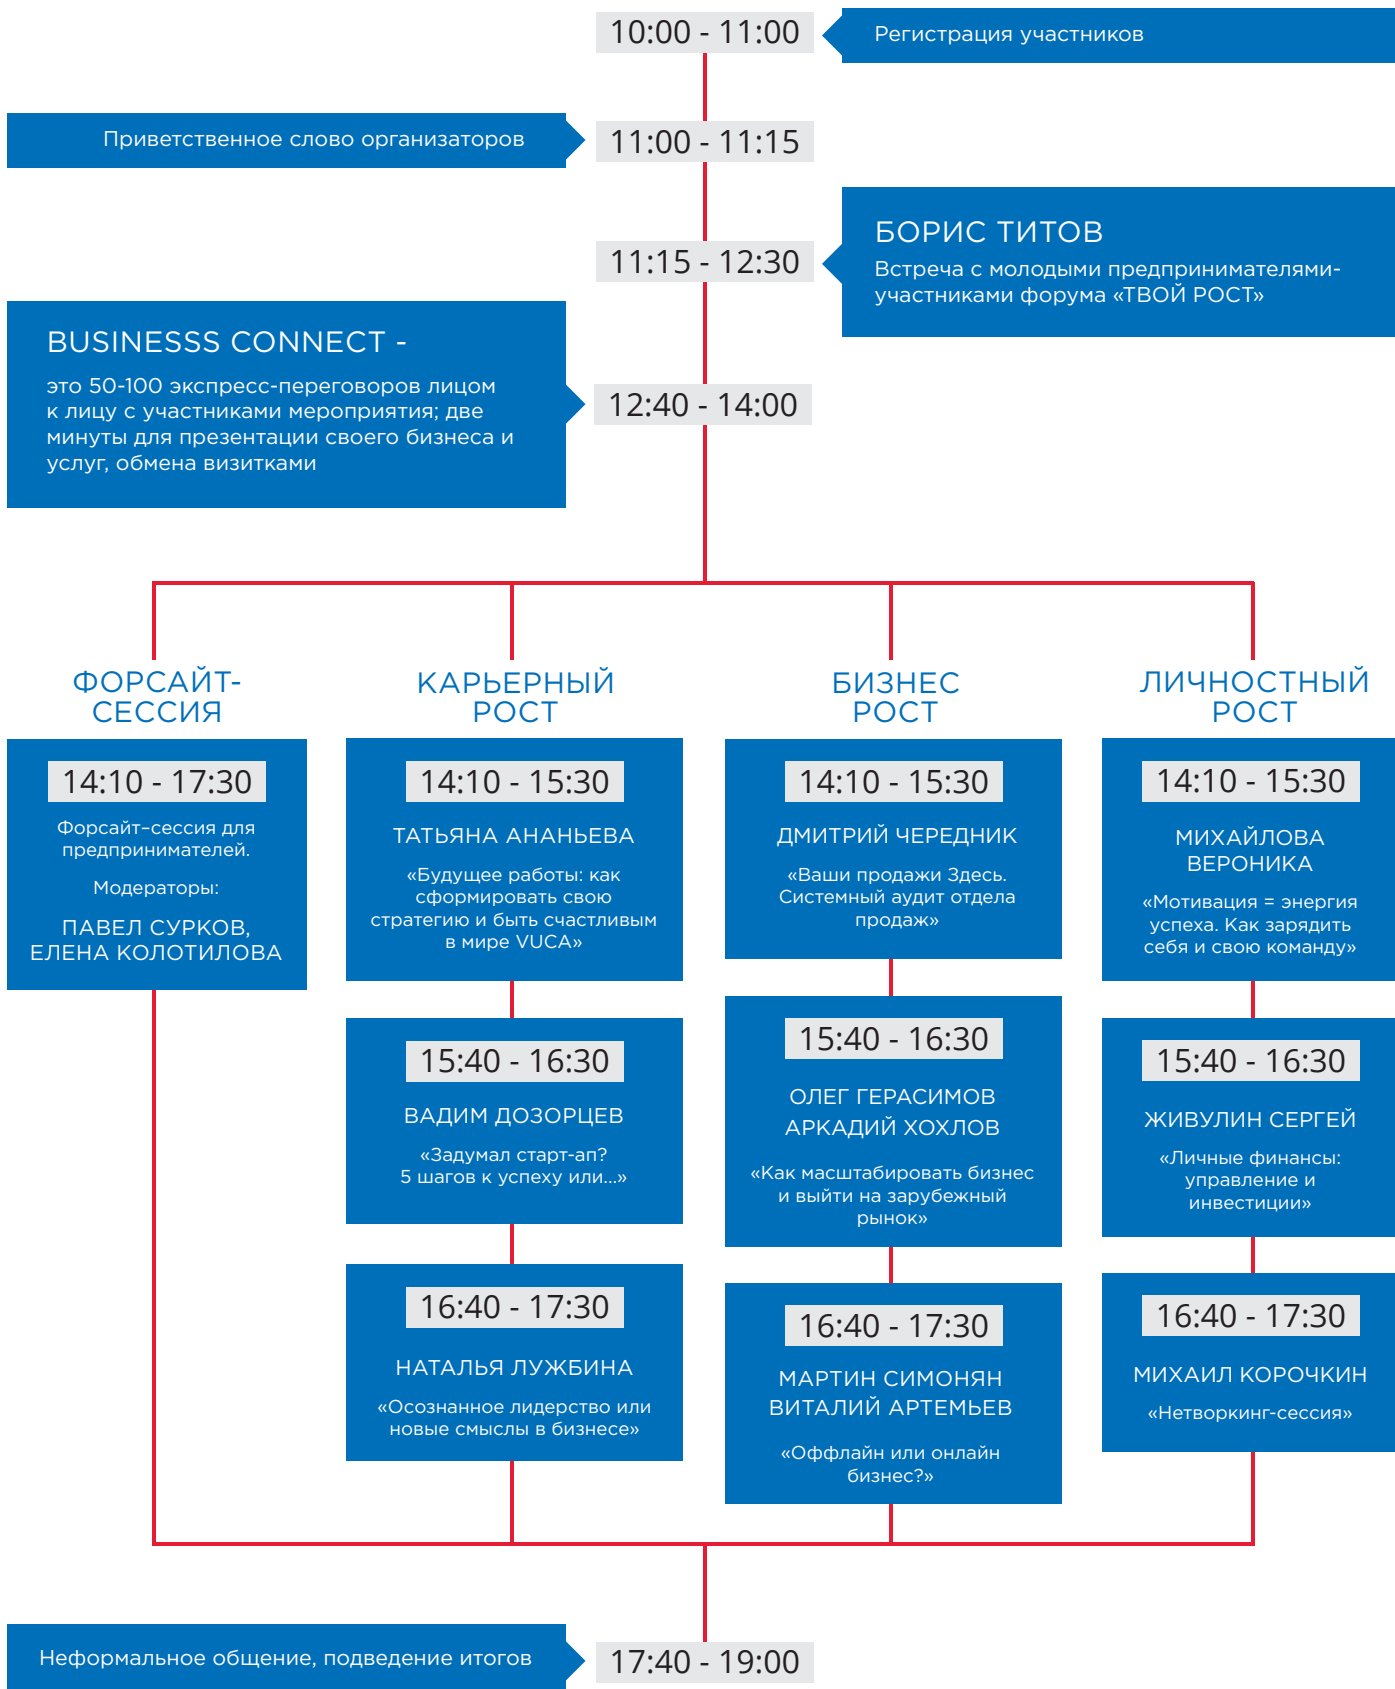 10:00 - 11:00
Регистрация участников
Приветственное слово организаторов
11:00 - 11:15
11:15 - 12:30
БОРИС ТИТОВ
Встреча с молодыми предпринимателями-
участниками форума «ТВОЙ РОСТ»
BUSINESSS CONNECT -
это 50-100 экспресс-переговоров лицом
к лицу с участниками мероприятия; две
минуты для презентации своего бизнеса и
услуг, обмена визитками
12:40 - 14:00
ФОРСАЙТ-
СЕССИЯ
14:10 - 17:30
Форсайт–сессия для
предпринимателей.
Модераторы:
ПАВЕЛ СУРКОВ,
ЕЛЕНА КОЛОТИЛОВА
КАРЬЕРНЫЙ
РОСТ
14:10 - 15:30
ТАТЬЯНА АНАНЬЕВА
«Будущее работы: как
сформировать свою
стратегию и быть счастливым
в мире VUCA»
15:40 - 16:30
ВАДИМ ДОЗОРЦЕВ
«Задумал старт-ап?
5 шагов к успеху или...»
16:40 - 17:30
НАТАЛЬЯ ЛУЖБИНА
«Осознанное лидерство или
новые смыслы в бизнесе»
БИЗНЕС
РОСТ
14:10 - 15:30
ДМИТРИЙ ЧЕРЕДНИК
«Ваши продажи Здесь.
Системный аудит отдела
продаж»
15:40 - 16:30
ОЛЕГ ГЕРАСИМОВ
АРКАДИЙ ХОХЛОВ
«Как масштабировать бизнес
и выйти на зарубежный
рынок»
16:40 - 17:30
МАРТИН СИМОНЯН
ВИТАЛИЙ АРТЕМЬЕВ
«Оффлайн или онлайн
бизнес?»
ЛИЧНОСТНЫЙ
РОСТ
14:10 - 15:30
МИХАЙЛОВА
ВЕРОНИКА
«Мотивация = энергия
успеха. Как зарядить
себя и свою команду»
15:40 - 16:30
ЖИВУЛИН СЕРГЕЙ
«Личные финансы:
управление и
инвестиции»
16:40 - 17:30
МИХАИЛ КОРОЧКИН
«Нетворкинг-сессия»
Неформальное общение, подведение итогов
17:40 - 19:00